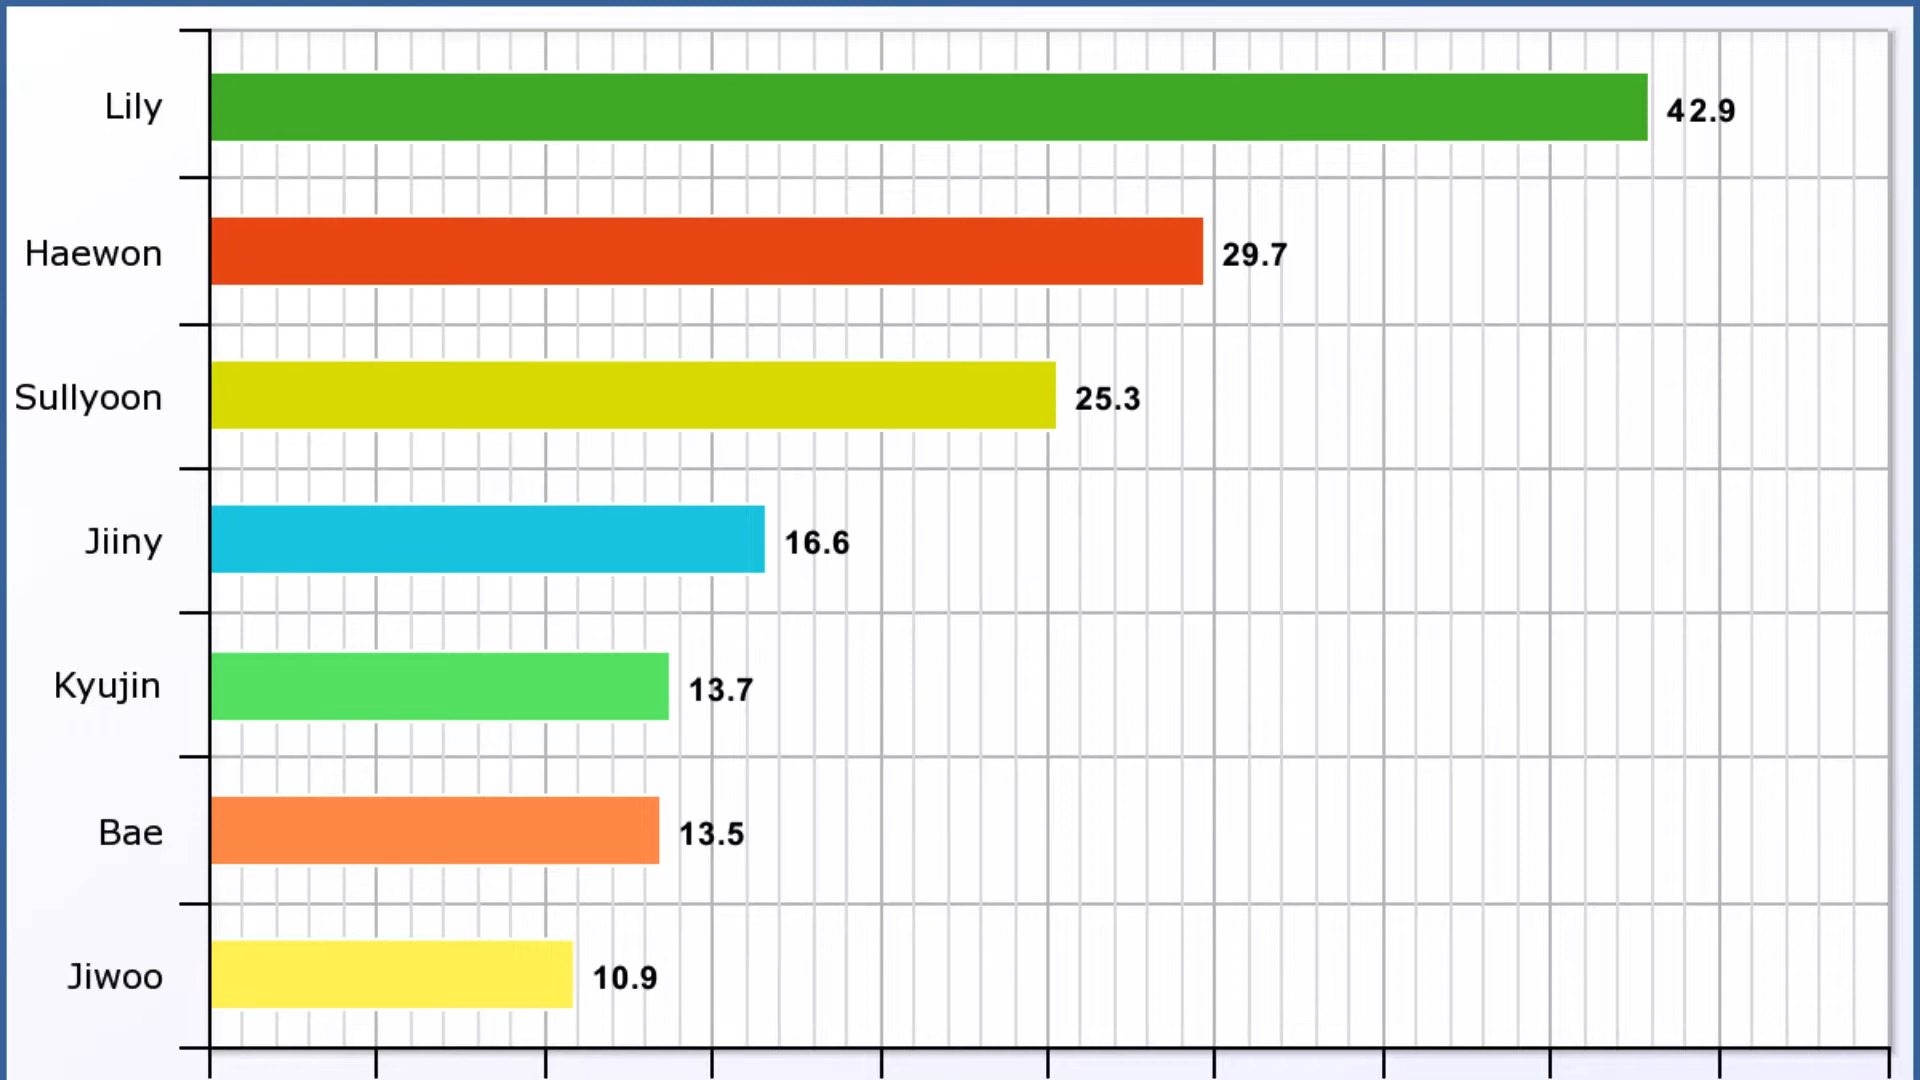 Lily 42.9
Haewon 29.7
Sullyoon 25.3
Jiiny 16.6
Kyujin 13.7
Bae 13.5
Jiwoo 10.9